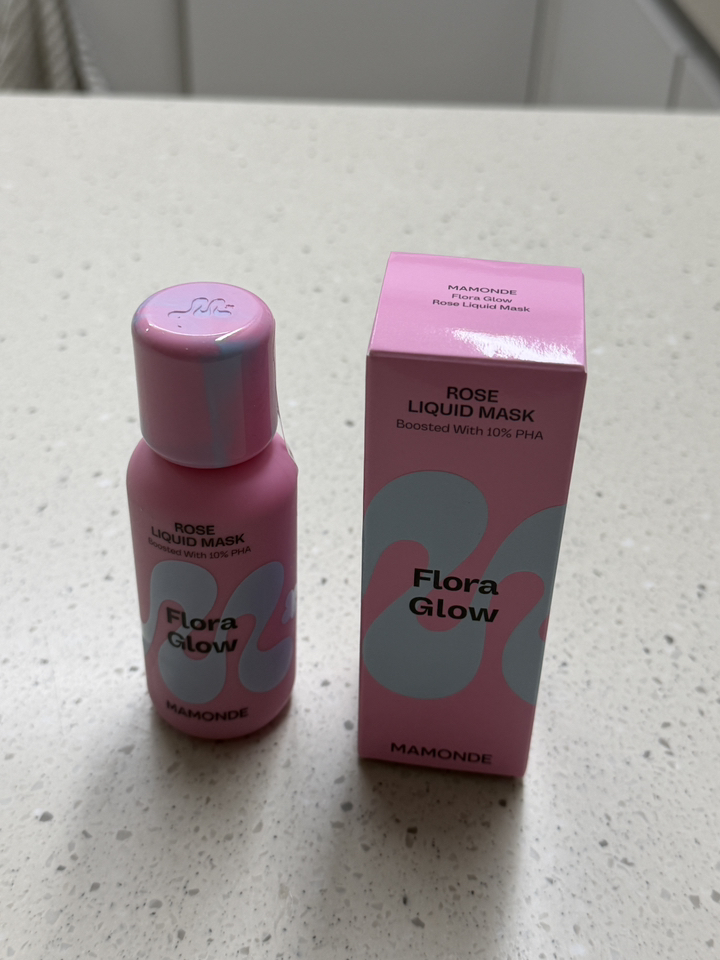 ROSE
LIQUID MASK
Boosted With 10% PHA
Flora
Glow
MAMONDE
MAMONDE
Flora Glow
Rose Liquid Mask
ROSE
LIQUID MASK
Boosted With 10% PHA
Flora
Glow
MAMONDE